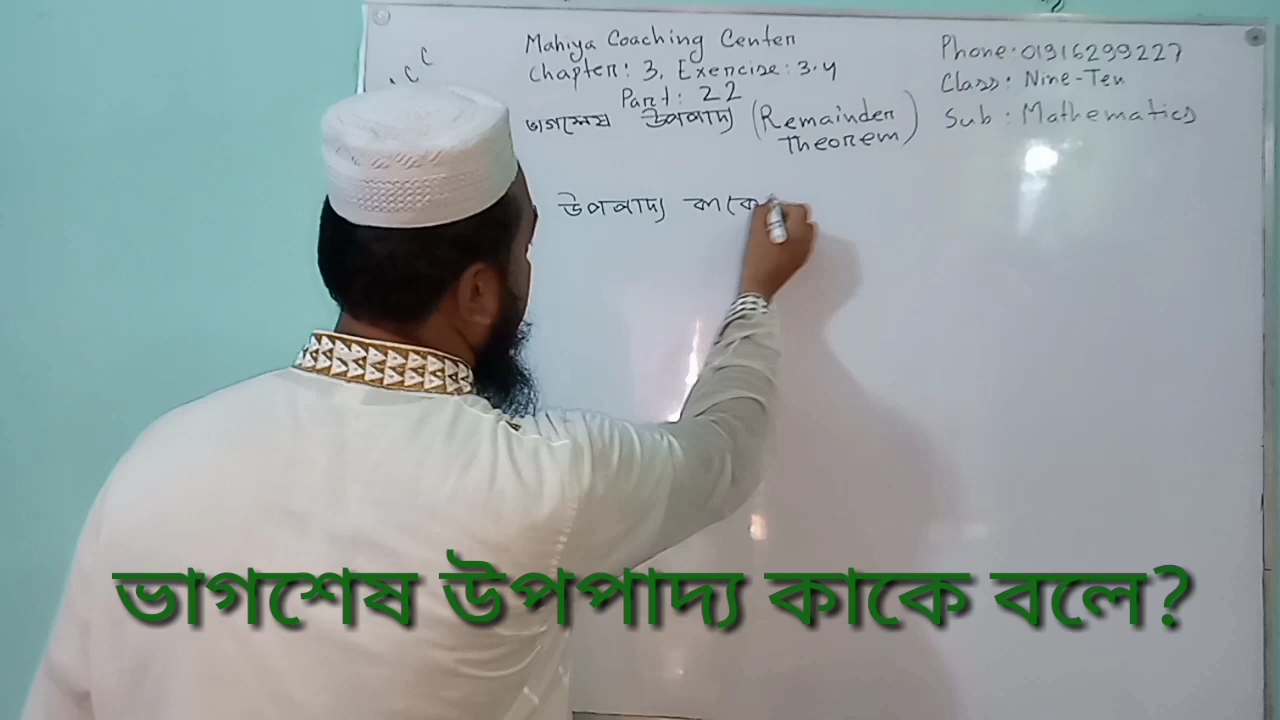 Mahiya Coaching Center
Chapter: 3, Exercise: 3.4
Part: 22
ভাগশেষ উপপাদ্য (Remainder Theorem)
Phone: 01916299227
Class: Nine-Ten
Sub: Mathematics
উপপাদ্য কাকে
ভাগশেষ উপপাদ্য কাকে বলে?